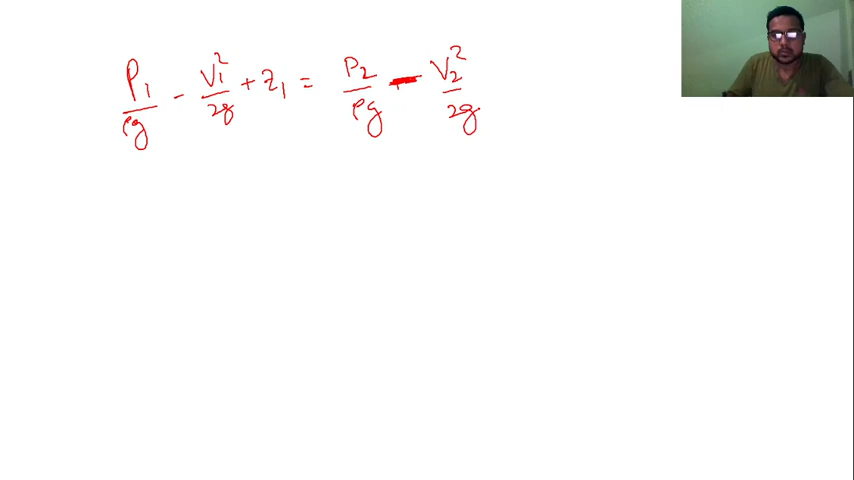 P₁/ρg - V₁²/2g + z₁ = P₂/ρg - V₂²/2g